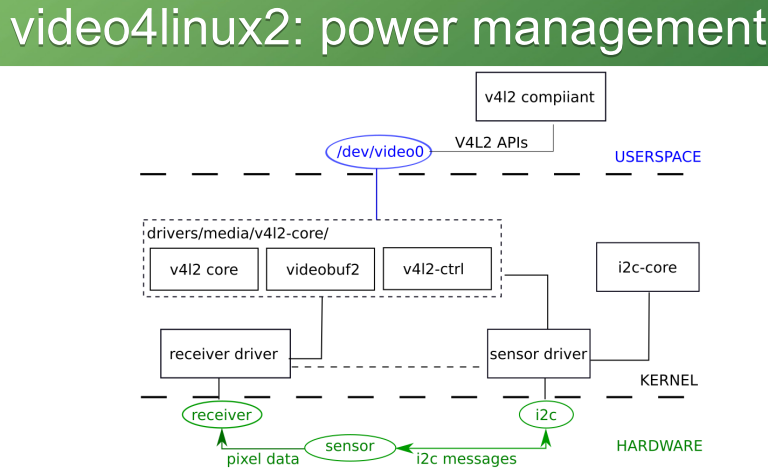 video4linux2: power management
v4l2 compiiant
V4L2 APIs
/dev/video0
USERSPACE
drivers/media/v4l2-core/
v4l2 core
videobuf2
v4l2-ctrl
i2c-core
receiver driver
sensor driver
KERNEL
receiver
i2c
sensor
HARDWARE
pixel data
i2c messages